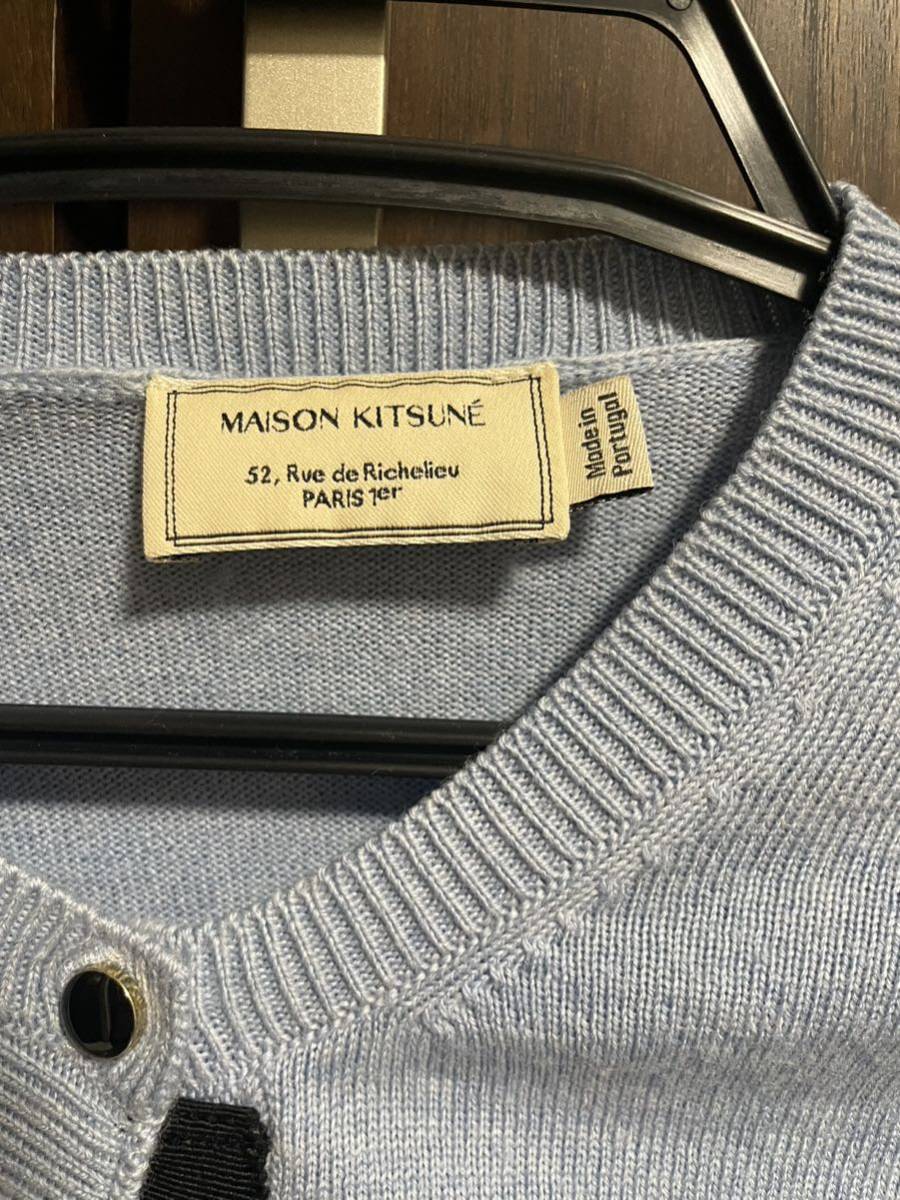 MAISON KITSUNÉ
52, Rue de Richelieu
PARIS 1er
Made in
Portugal